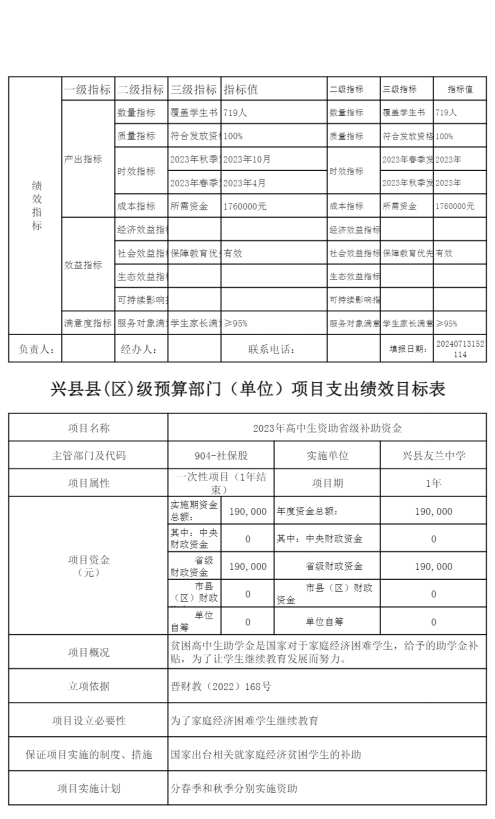 绩效指标 一级指标 二级指标 三级指标 指标值 二级指标 三级指标 指标值
产出指标 数量指标 覆盖学生书 719人 数量指标 覆盖学生书 719人
质量指标 符合发放资 100% 质量指标 符合发放资格 100%
时效指标 2023年秋季 2023年10月 时效指标 2023年春季发 2023年
2023年春季 2023年4月 2023年秋季发 2023年
成本指标 所需资金 1760000元 成本指标 所需资金 1760000元
效益指标 经济效益指标 经济效益指标
社会效益指标 保障教育优先 有效 社会效益指标 保障教育优先 有效
生态效益指标 生态效益指标
可持续影响指 可持续影响指
满意度指标 服务对象满意 学生家长满意 ≥95% 服务对象满意 学生家长满意 ≥95%
负责人: 经办人: 联系电话: 填报日期: 20240713152
114
兴县县(区)级预算部门（单位）项目支出绩效目标表
项目名称 2023年高中生资助省级补助资金
主管部门及代码 904-社保股 实施单位 兴县友兰中学
项目属性 一次性项目（1年结
束） 项目期 1年
项目资金
（元） 实施期资金
总额: 190,000 年度资金总额: 190,000
其中: 中央
财政资金 0 其中: 中央财政资金 0
省级
财政资金 190,000 省级财政资金 190,000
市县
（区）财政 0 市县（区）财政
资金 0
单位
自筹 0 单位自筹 0
项目概况 贫困高中生助学金是国家对于家庭经济困难学生，给予的助学金补
贴，为了让学生继续教育发展而努力。
立项依据 晋财教（2022）168号
项目设立必要性 为了家庭经济困难学生继续教育
保证项目实施的制度、措施 国家出台相关就家庭经济贫困学生的补助
项目实施计划 分春季和秋季分别实施资助